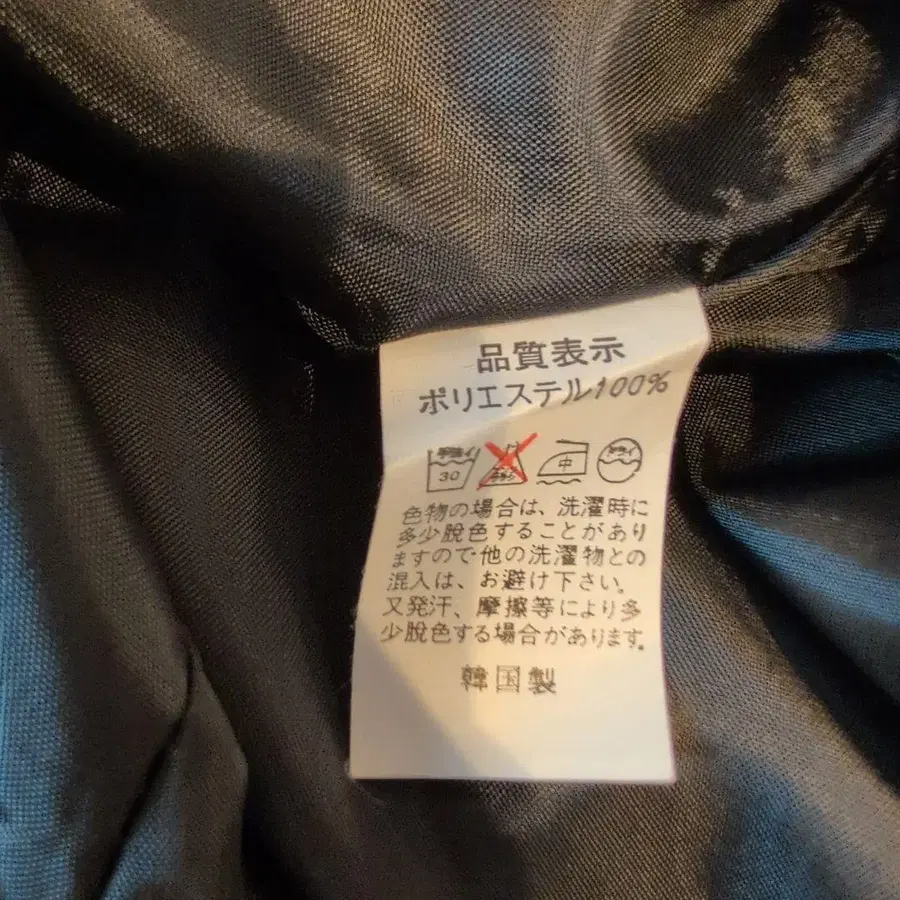 品質表示
ポリエステル100%
30 中 ドライ
色物の場合は、洗濯時に
多少脱色することがあり
ますので他の洗濯物との
混入は、お避け下さい。
又発汗、摩擦等により多
少脱色する場合があります。
韓国製